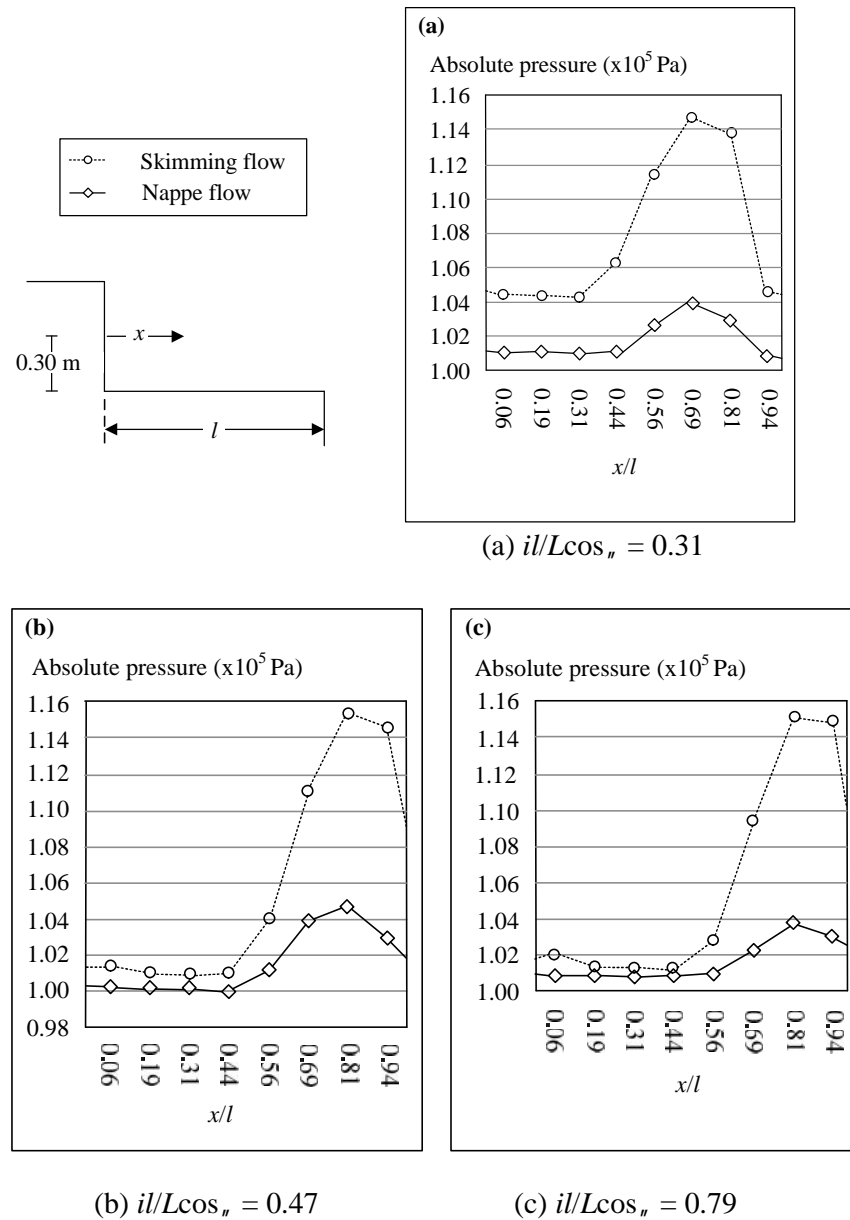 (a)
Absolute pressure (x10⁵ Pa)
1.16
1.14
1.12
1.10
1.08
1.06
1.04
1.02
1.00
0.06 0.19 0.31 0.44 0.56 0.69 0.81 0.94
x/l
Skimming flow
Nappe flow
x
0.30 m
l
(a) il/Lcos〃 = 0.31
(b)
Absolute pressure (x10⁵ Pa)
1.16
1.14
1.12
1.10
1.08
1.06
1.04
1.02
1.00
0.98
0.06 0.19 0.31 0.44 0.56 0.69 0.81 0.94
x/l
(b) il/Lcos〃 = 0.47
(c)
Absolute pressure (x10⁵ Pa)
1.16
1.14
1.12
1.10
1.08
1.06
1.04
1.02
1.00
0.06 0.19 0.31 0.44 0.56 0.69 0.81 0.94
x/l
(c) il/Lcos〃 = 0.79